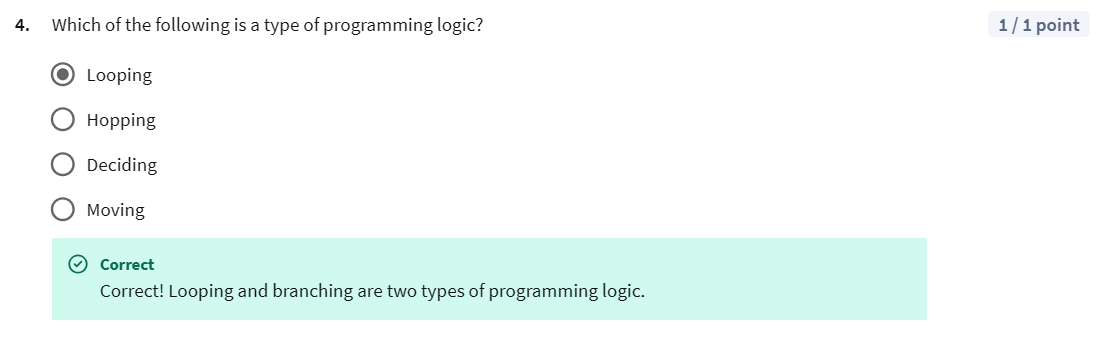 4. Which of the following is a type of programming logic? 1 / 1 point
Looping
Hopping
Deciding
Moving
Correct
Correct! Looping and branching are two types of programming logic.